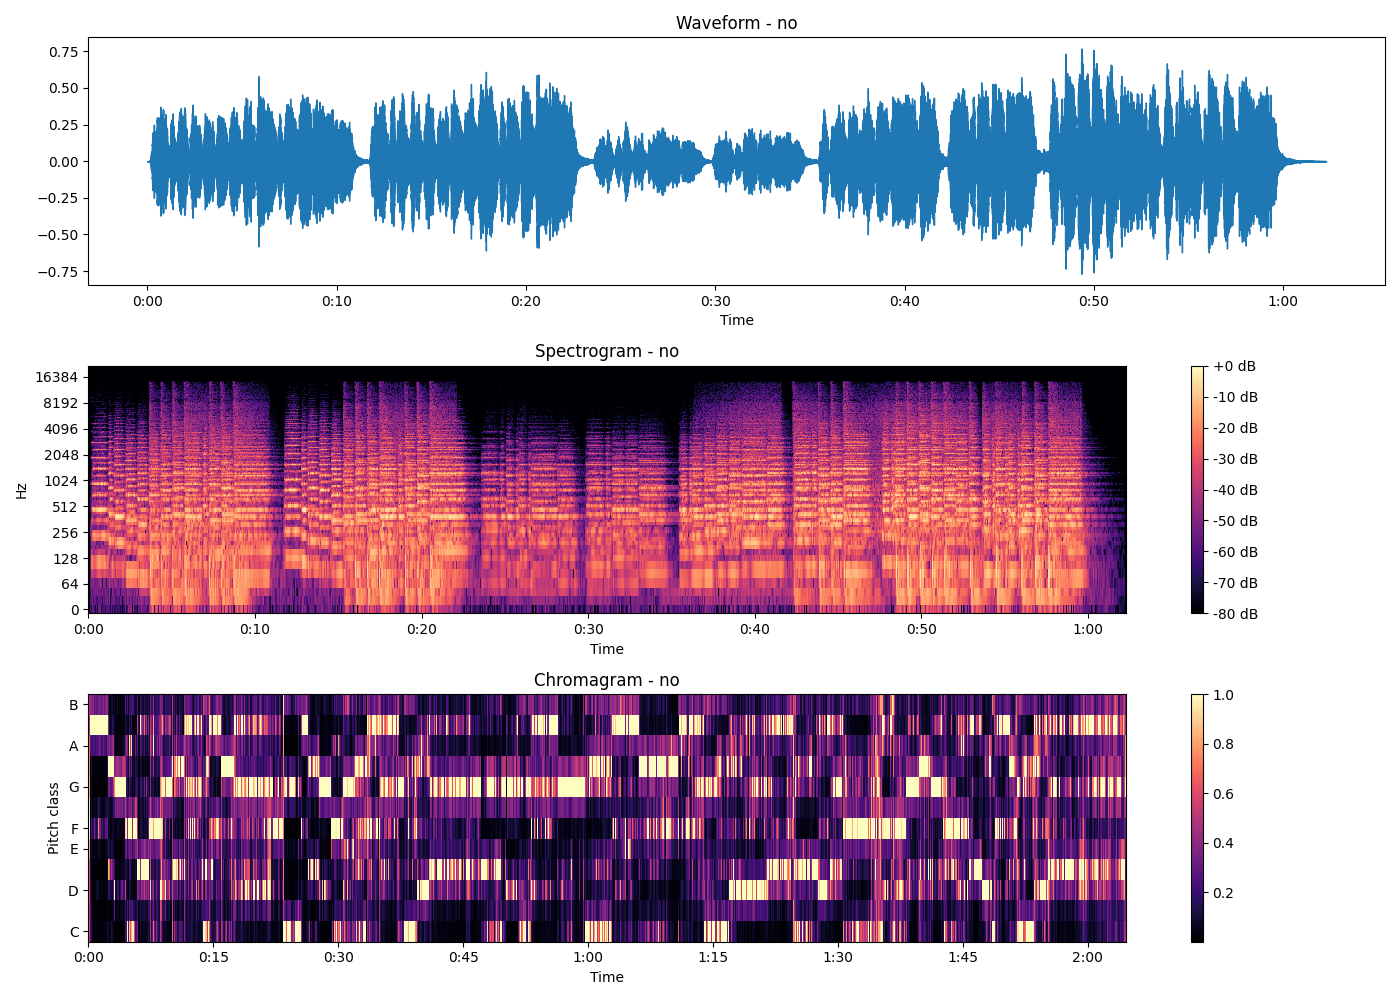 Waveform - no
0.75
0.50
0.25
0.00
−0.25
−0.50
−0.75
0:00 0:10 0:20 0:30 0:40 0:50 1:00
Time
Spectrogram - no
Hz
16384
8192
4096
2048
1024
512
256
128
64
0
0:00 0:10 0:20 0:30 0:40 0:50 1:00
Time
+0 dB
-10 dB
-20 dB
-30 dB
-40 dB
-50 dB
-60 dB
-70 dB
-80 dB
Chromagram - no
Pitch class
B
A
G
F
E
D
C
0:00 0:15 0:30 0:45 1:00 1:15 1:30 1:45 2:00
Time
1.0
0.8
0.6
0.4
0.2